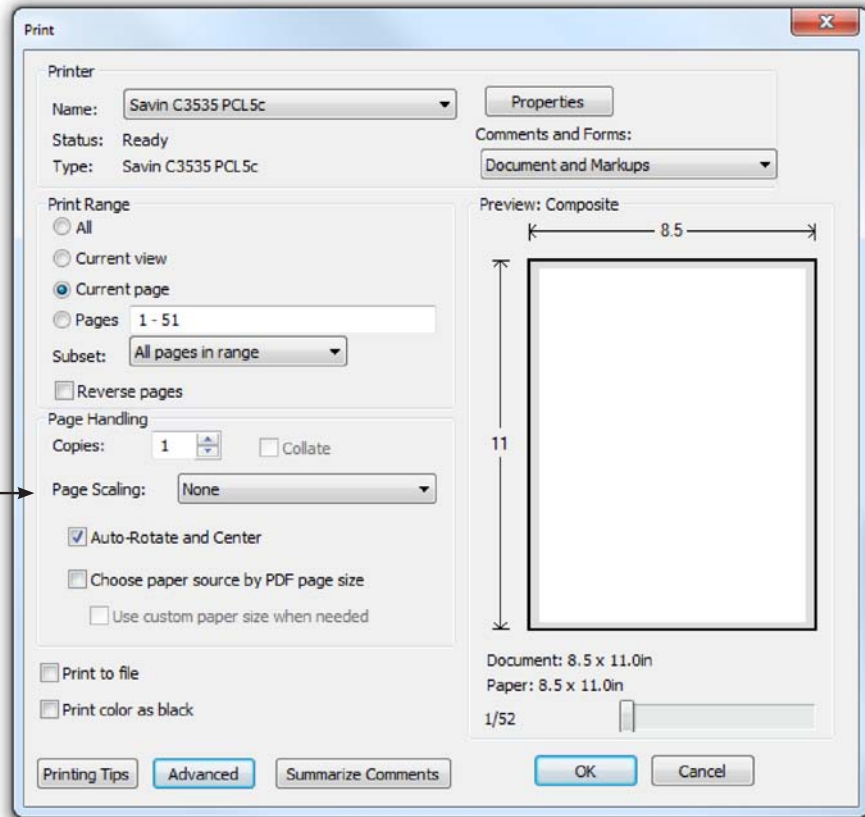 Print
Printer
Name: Savin C3535 PCL5c Properties
Status: Ready Comments and Forms:
Type: Savin C3535 PCL5c Document and Markups
Print Range
All
Current view
Current page
Pages 1 - 51
Subset: All pages in range
Reverse pages
Page Handling
Copies: 1 Collate
Page Scaling: None
Auto-Rotate and Center
Choose paper source by PDF page size
Use custom paper size when needed
Print to file
Print color as black
Preview: Composite
8.5
11
Document: 8.5 x 11.0in
Paper: 8.5 x 11.0in
1/52
Printing Tips Advanced Summarize Comments OK Cancel